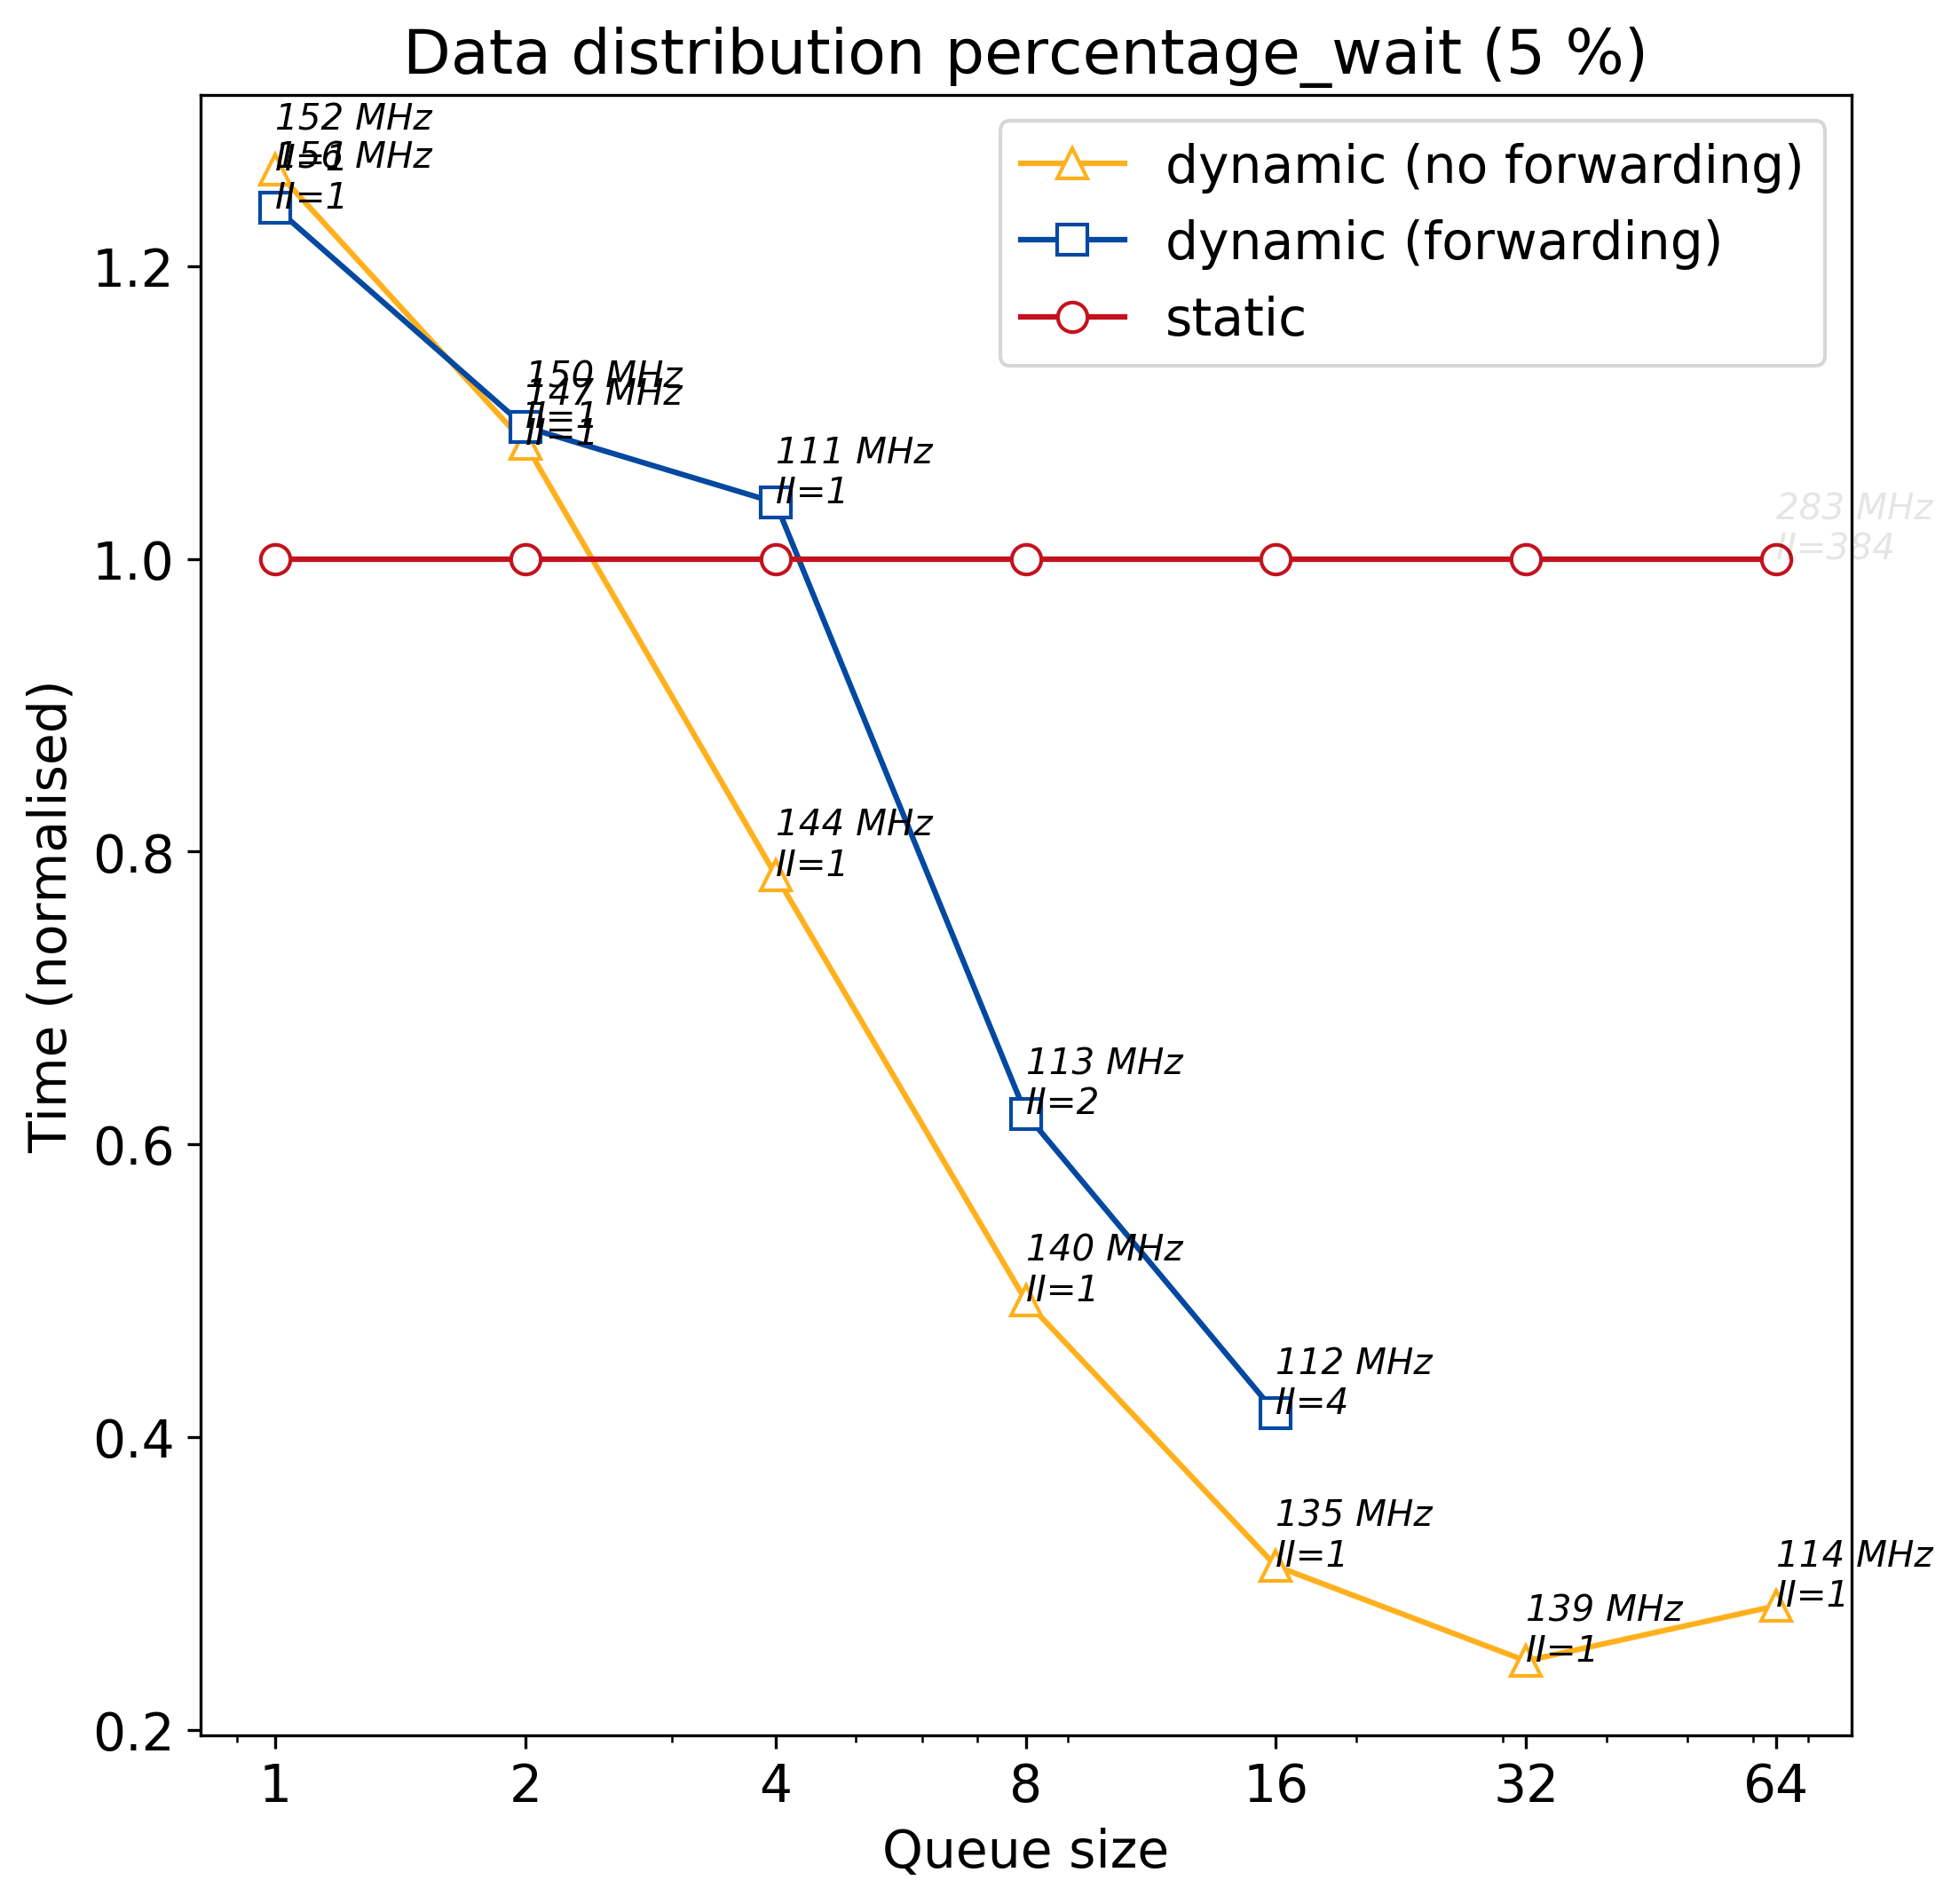 Data distribution percentage_wait (5 %)
dynamic (no forwarding)
dynamic (forwarding)
static
152 MHz
II=1
156 MHz
II=1
150 MHz
II=1
147 MHz
II=1
111 MHz
II=1
283 MHz
II=384
144 MHz
II=1
113 MHz
II=2
140 MHz
II=1
112 MHz
II=4
135 MHz
II=1
139 MHz
II=1
114 MHz
II=1
Time (normalised)
1.2
1.0
0.8
0.6
0.4
0.2
1 2 4 8 16 32 64
Queue size